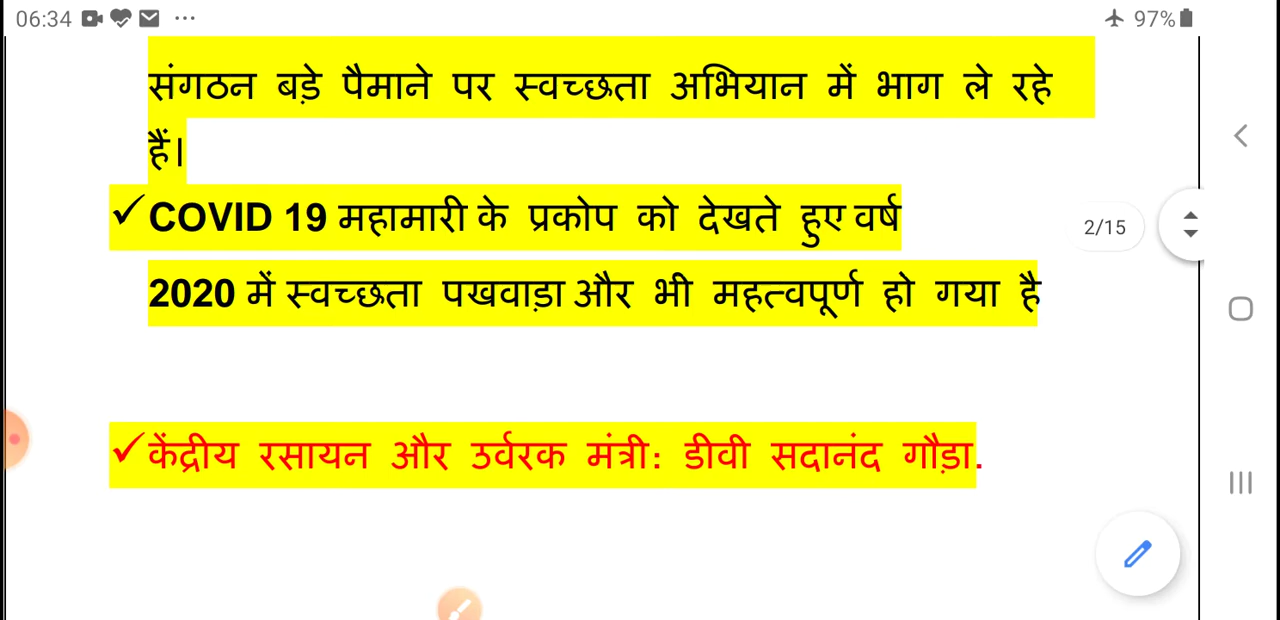 06:34 ... 97%
संगठन बड़े पैमाने पर स्वच्छता अभियान में भाग ले रहे
हैं।
✓COVID 19 महामारी के प्रकोप को देखते हुए वर्ष
2/15
2020 में स्वच्छता पखवाड़ा और भी महत्वपूर्ण हो गया है
✓केंद्रीय रसायन और उर्वरक मंत्री: डीवी सदानंद गौड़ा.